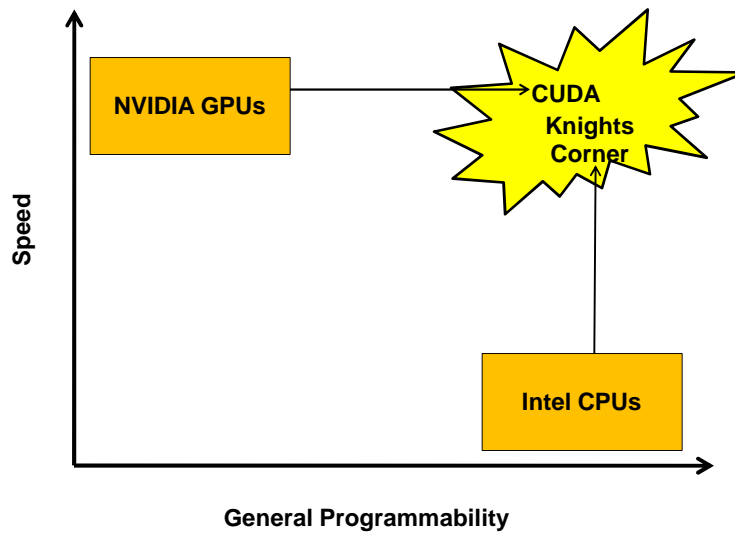 NVIDIA GPUs
CUDA
Knights
Corner
Speed
Intel CPUs
General Programmability